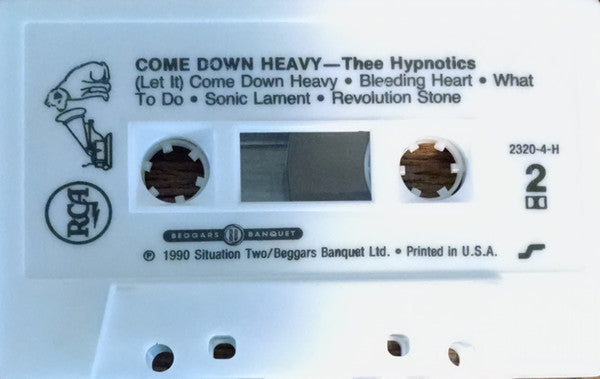 COME DOWN HEAVY—Thee Hypnotics
(Let It) Come Down Heavy • Bleeding Heart • What
To Do • Sonic Lament • Revolution Stone
2320-4-H
2
RCA
BEGGARS BB BANQUET
℗ 1990 Situation Two/Beggars Banquet Ltd. • Printed in U.S.A.